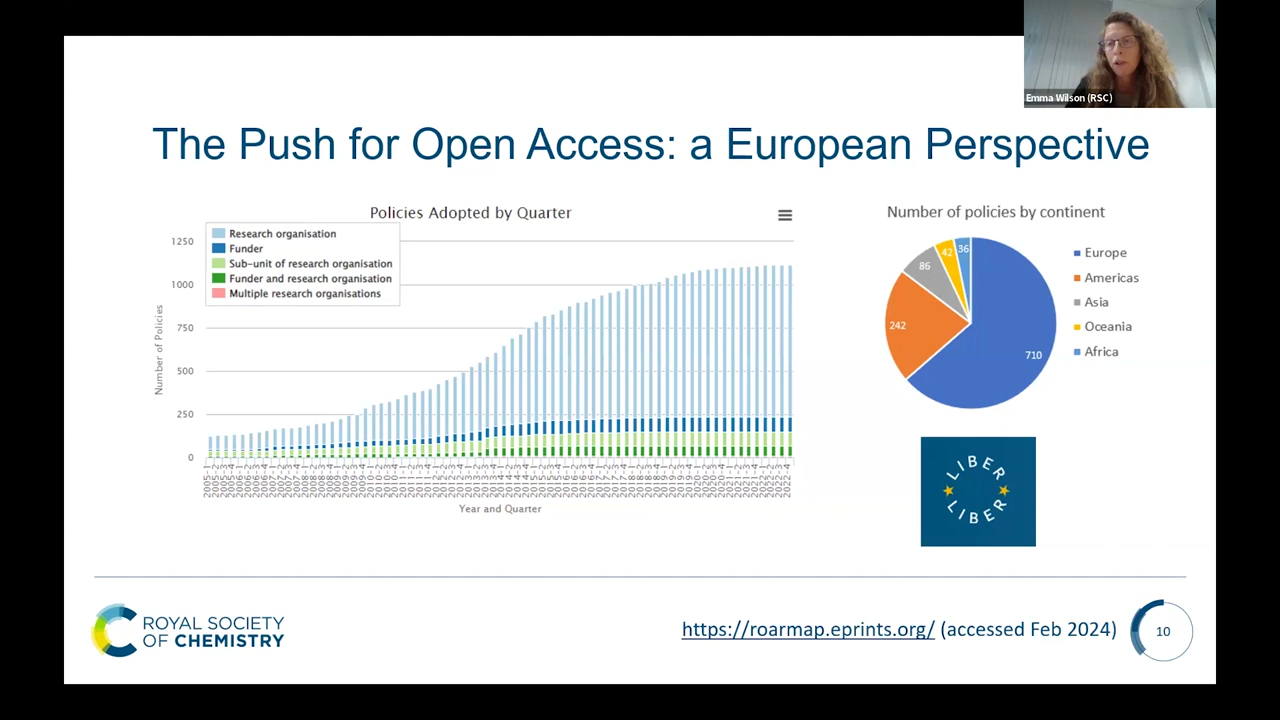 Emma Wilson (RSC)
The Push for Open Access: a European Perspective
Policies Adopted by Quarter
Research organisation
Funder
Sub-unit of research organisation
Funder and research organisation
Multiple research organisations
Number of Policies
1250
1000
750
500
250
0
Year and Quarter
Number of policies by continent
36
42
86
242
710
Europe
Americas
Asia
Oceania
Africa
LIBER
LIBER
ROYAL SOCIETY
OF CHEMISTRY
https://roarmap.eprints.org/ (accessed Feb 2024)
10